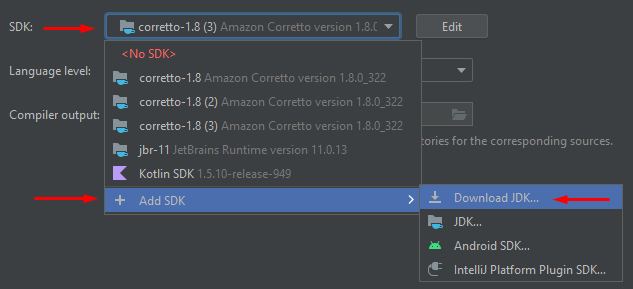 SDK: corretto-1.8 (3) Amazon Corretto version 1.8.0 Edit
<No SDK>
Language level:
corretto-1.8 Amazon Corretto version 1.8.0_322
corretto-1.8 (2) Amazon Corretto version 1.8.0_322
Compiler output:
corretto-1.8 (3) Amazon Corretto version 1.8.0_322
tories for the corresponding sources.
jbr-11 JetBrains Runtime version 11.0.13
Kotlin SDK 1.5.10-release-949
Add SDK
Download JDK...
JDK...
Android SDK...
IntelliJ Platform Plugin SDK...